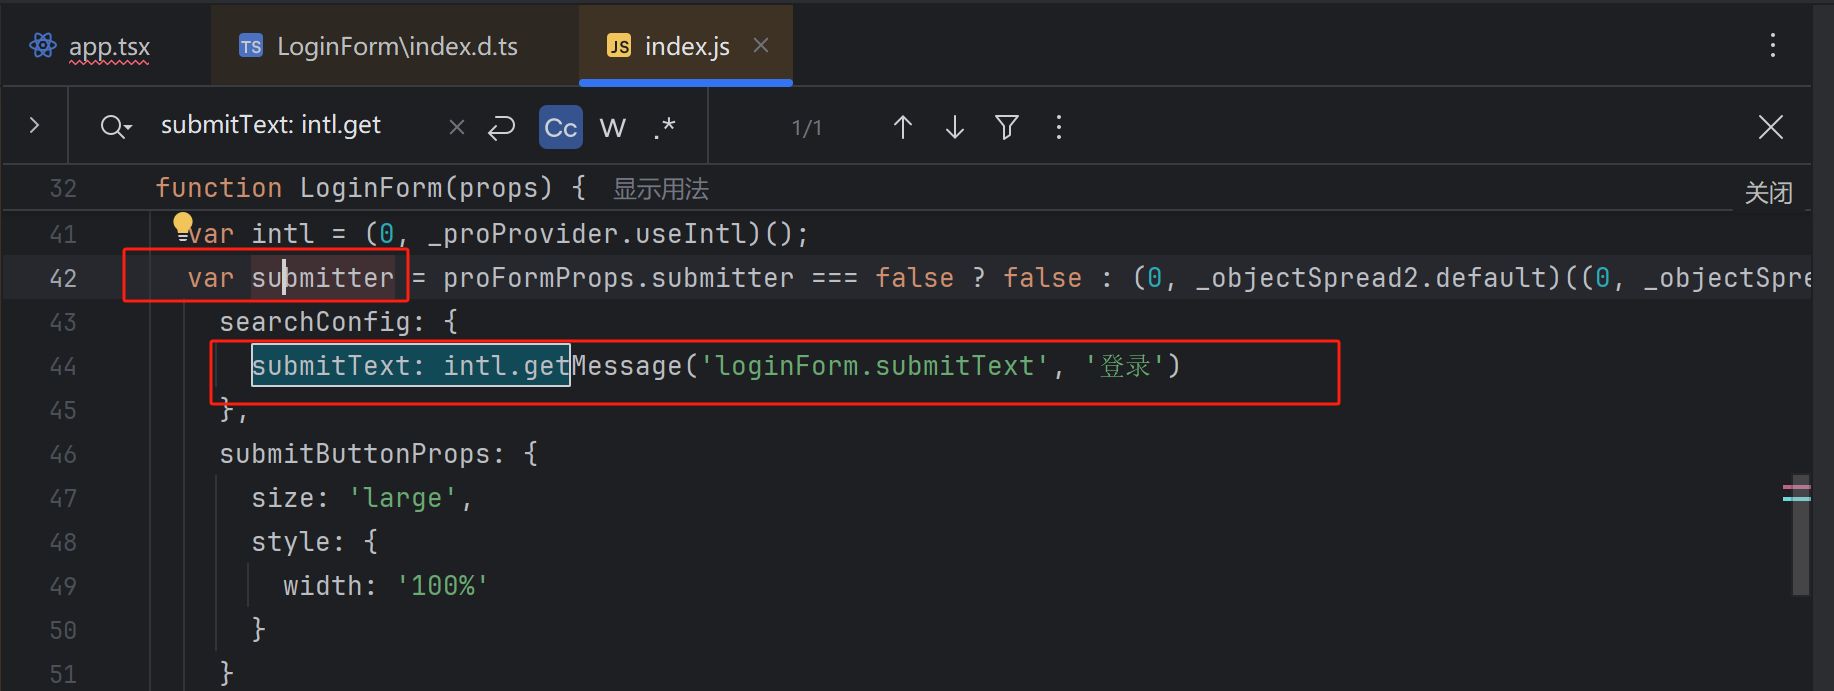 app.tsx TS LoginForm\index.d.ts JS index.js
submitText: intl.get Cc W .* 1/1
32 function LoginForm(props) { 显示用法 关闭
41 var intl = (0, _proProvider.useIntl)();
42 var submitter = proFormProps.submitter === false ? false : (0, _objectSpread2.default)((0, _objectSpre
43 searchConfig: {
44 submitText: intl.getMessage('loginForm.submitText', '登录')
45 },
46 submitButtonProps: {
47 size: 'large',
48 style: {
49 width: '100%'
50 }
51 }